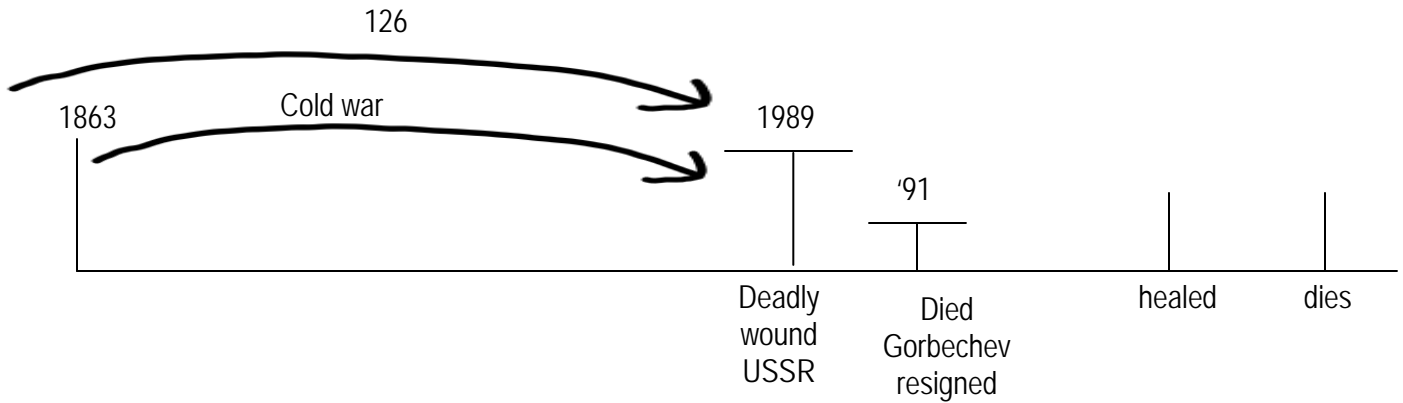 126
Cold war
1863
1989
‘91
Deadly
wound
USSR
Died
Gorbechev
resigned
healed
dies